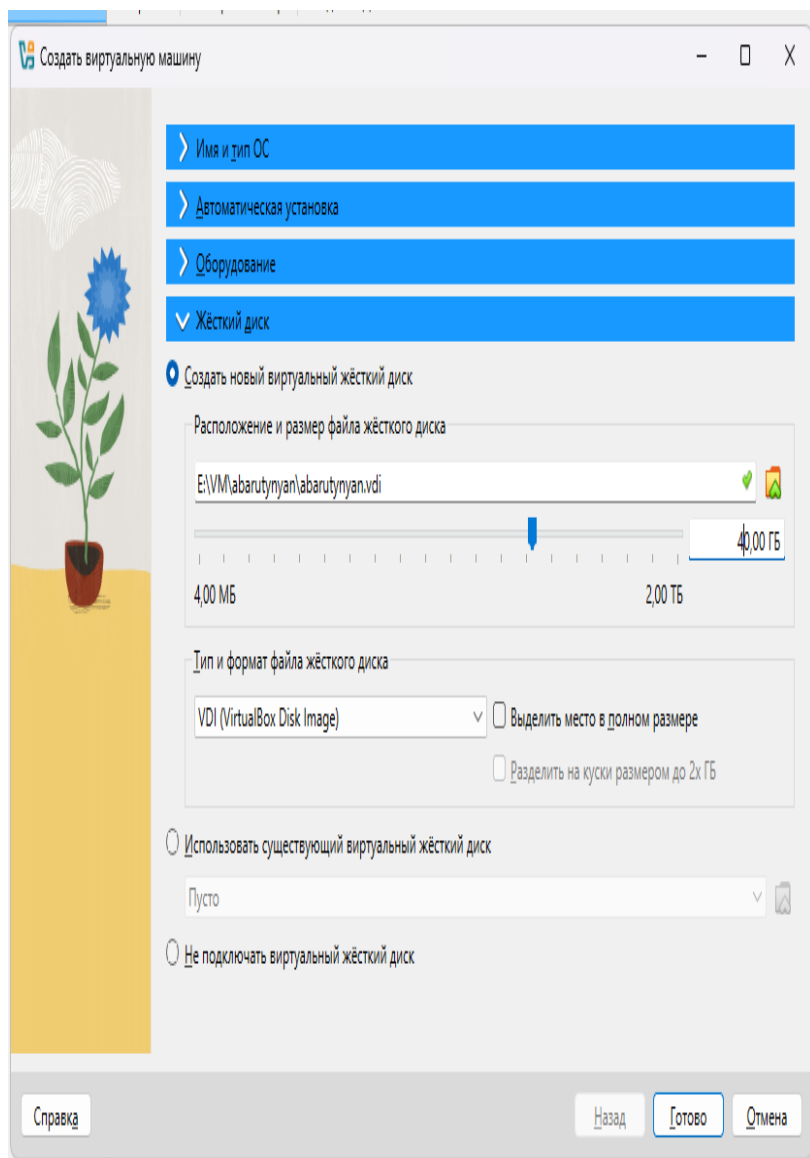 Создать виртуальную машину
Имя и тип ОС
Автоматическая установка
Оборудование
Жёсткий диск
Создать новый виртуальный жёсткий диск
Расположение и размер файла жёсткого диска
E:\VM\abarutynyan\abarutynyan.vdi
40,00 ГБ
4,00 МБ 2,00 ТБ
Тип и формат файла жёсткого диска
VDI (VirtualBox Disk Image) Выделить место в полном размере
Разделить на куски размером до 2х ГБ
Использовать существующий виртуальный жёсткий диск
Пусто
Не подключать виртуальный жёсткий диск
Справка Назад Готово Отмена